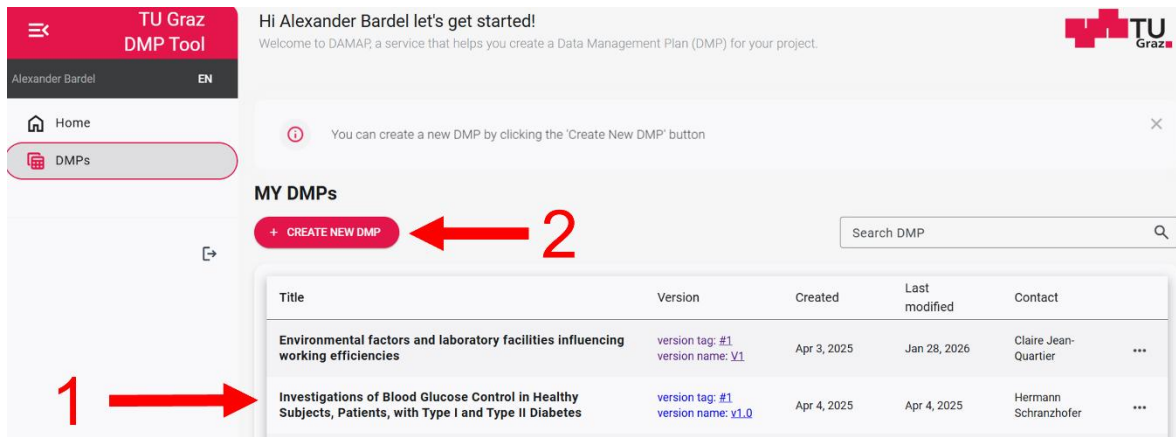 TU Graz
DMP Tool
Alexander Bardel EN
Home
DMPs
Hi Alexander Bardel let's get started!
Welcome to DAMAP, a service that helps you create a Data Management Plan (DMP) for your project.
TU
Graz
You can create a new DMP by clicking the 'Create New DMP' button
MY DMPs
+ CREATE NEW DMP
2
Search DMP
Title Version Created Last modified Contact
Environmental factors and laboratory facilities influencing
working efficiencies
version tag: #1
version name: V1
Apr 3, 2025
Jan 28, 2026
Claire Jean-
Quartier
...
1
Investigations of Blood Glucose Control in Healthy
Subjects, Patients, with Type I and Type II Diabetes
version tag: #1
version name: v1.0
Apr 4, 2025
Apr 4, 2025
Hermann
Schranzhofer
...